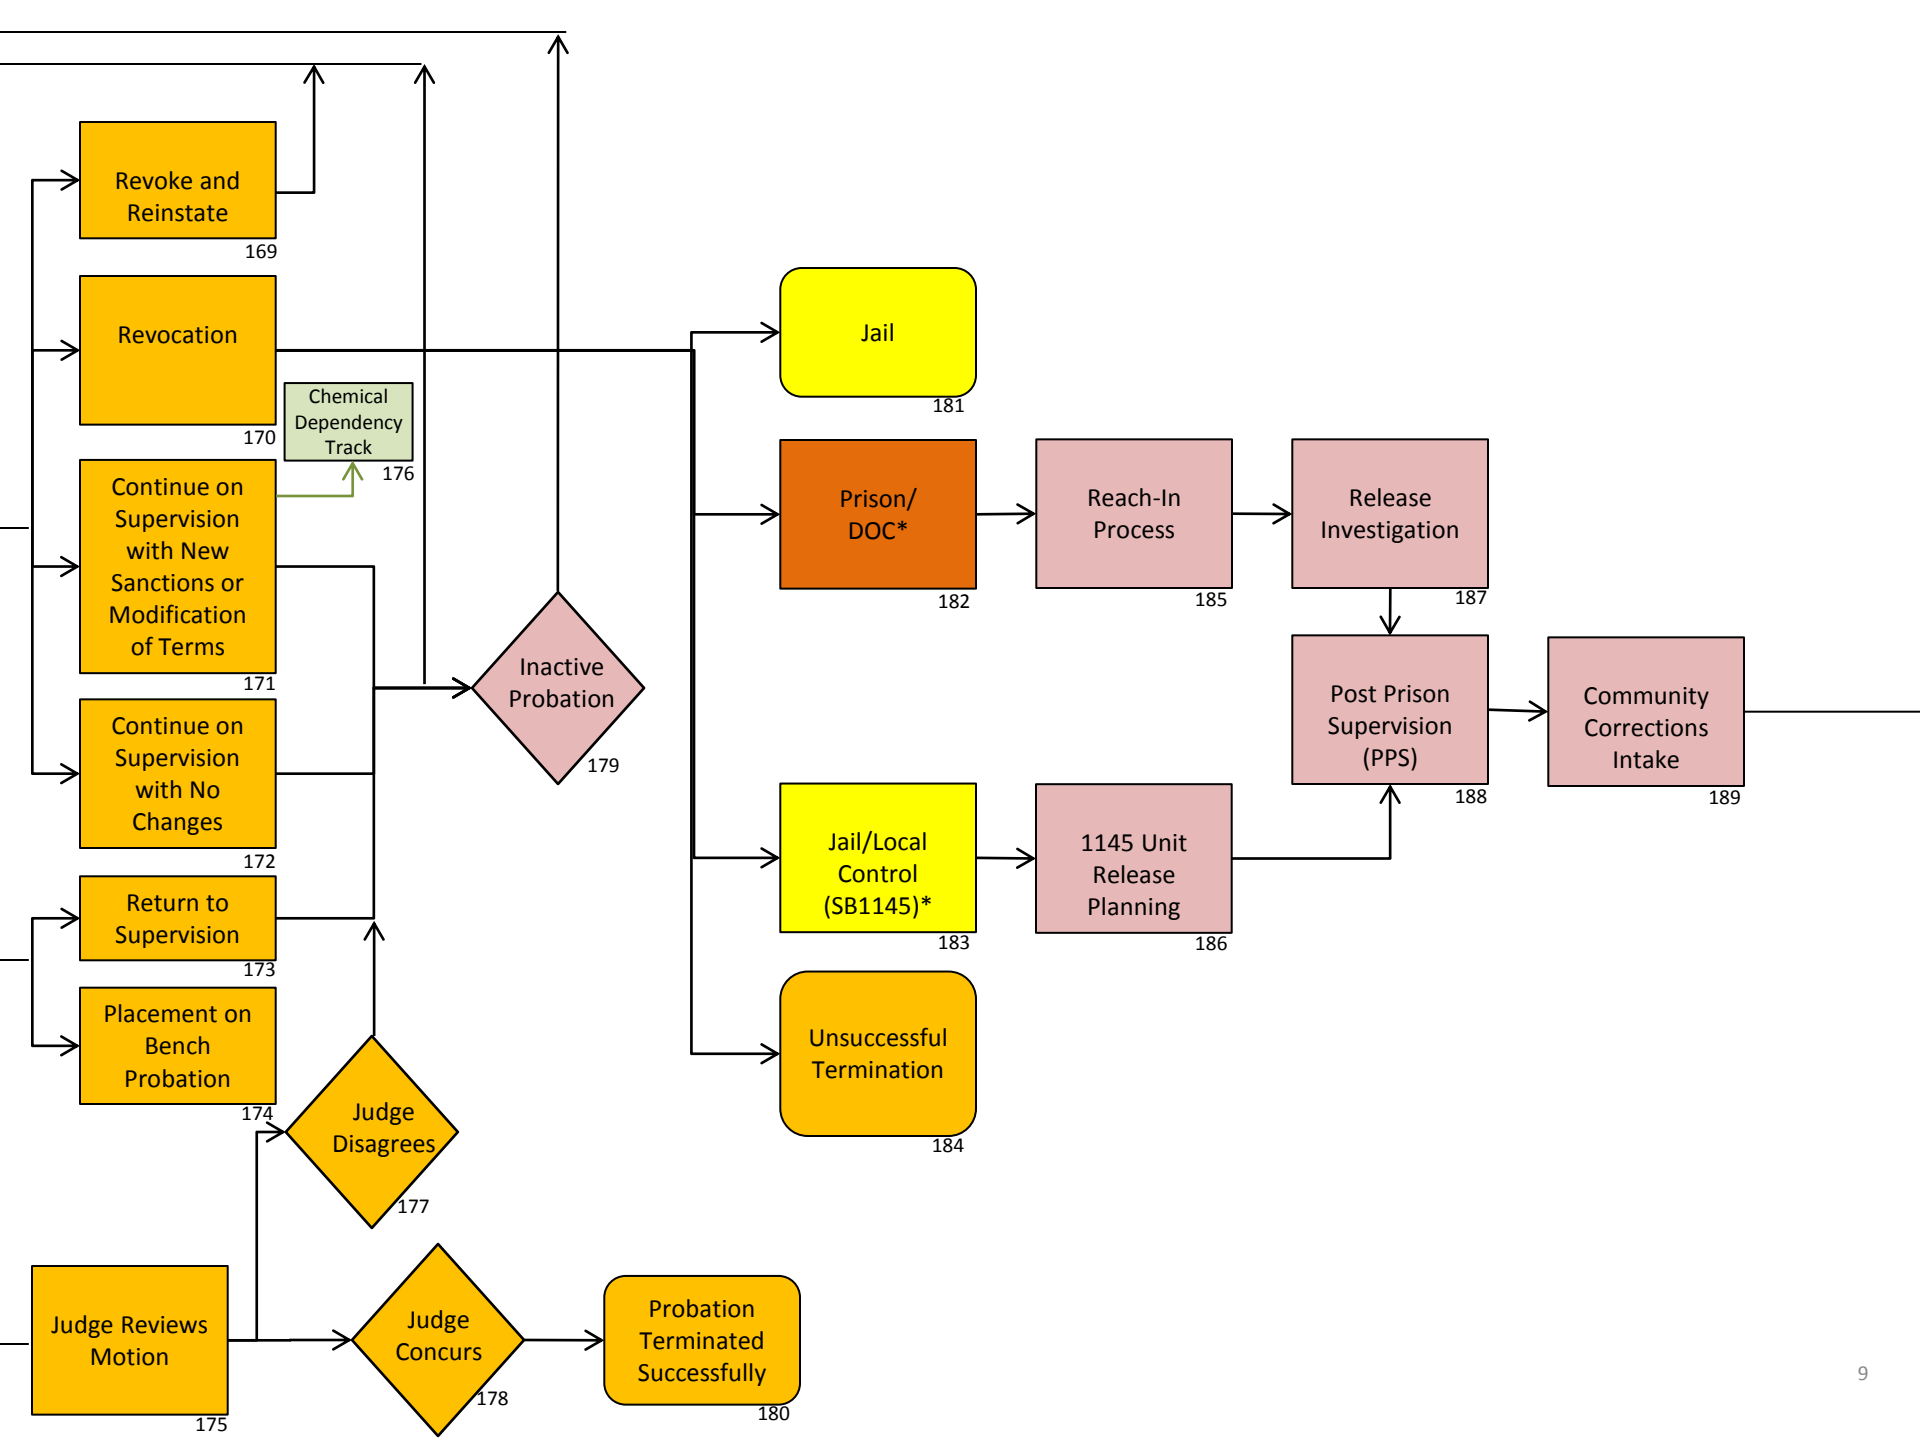 Revoke and
Reinstate
169
Revocation
170
Chemical
Dependency
Track
176
Continue on
Supervision
with New
Sanctions or
Modification
of Terms
171
Continue on
Supervision
with No
Changes
172
Return to
Supervision
173
Placement on
Bench
Probation
174
Judge
Disagrees
177
Judge Reviews
Motion
175
Judge
Concurs
178
Probation
Terminated
Successfully
180
Inactive
Probation
179
Jail
181
Prison/
DOC*
182
Reach-In
Process
185
Release
Investigation
187
Post Prison
Supervision
(PPS)
188
Community
Corrections
Intake
189
Jail/Local
Control
(SB1145)*
183
1145 Unit
Release
Planning
186
Unsuccessful
Termination
184
9